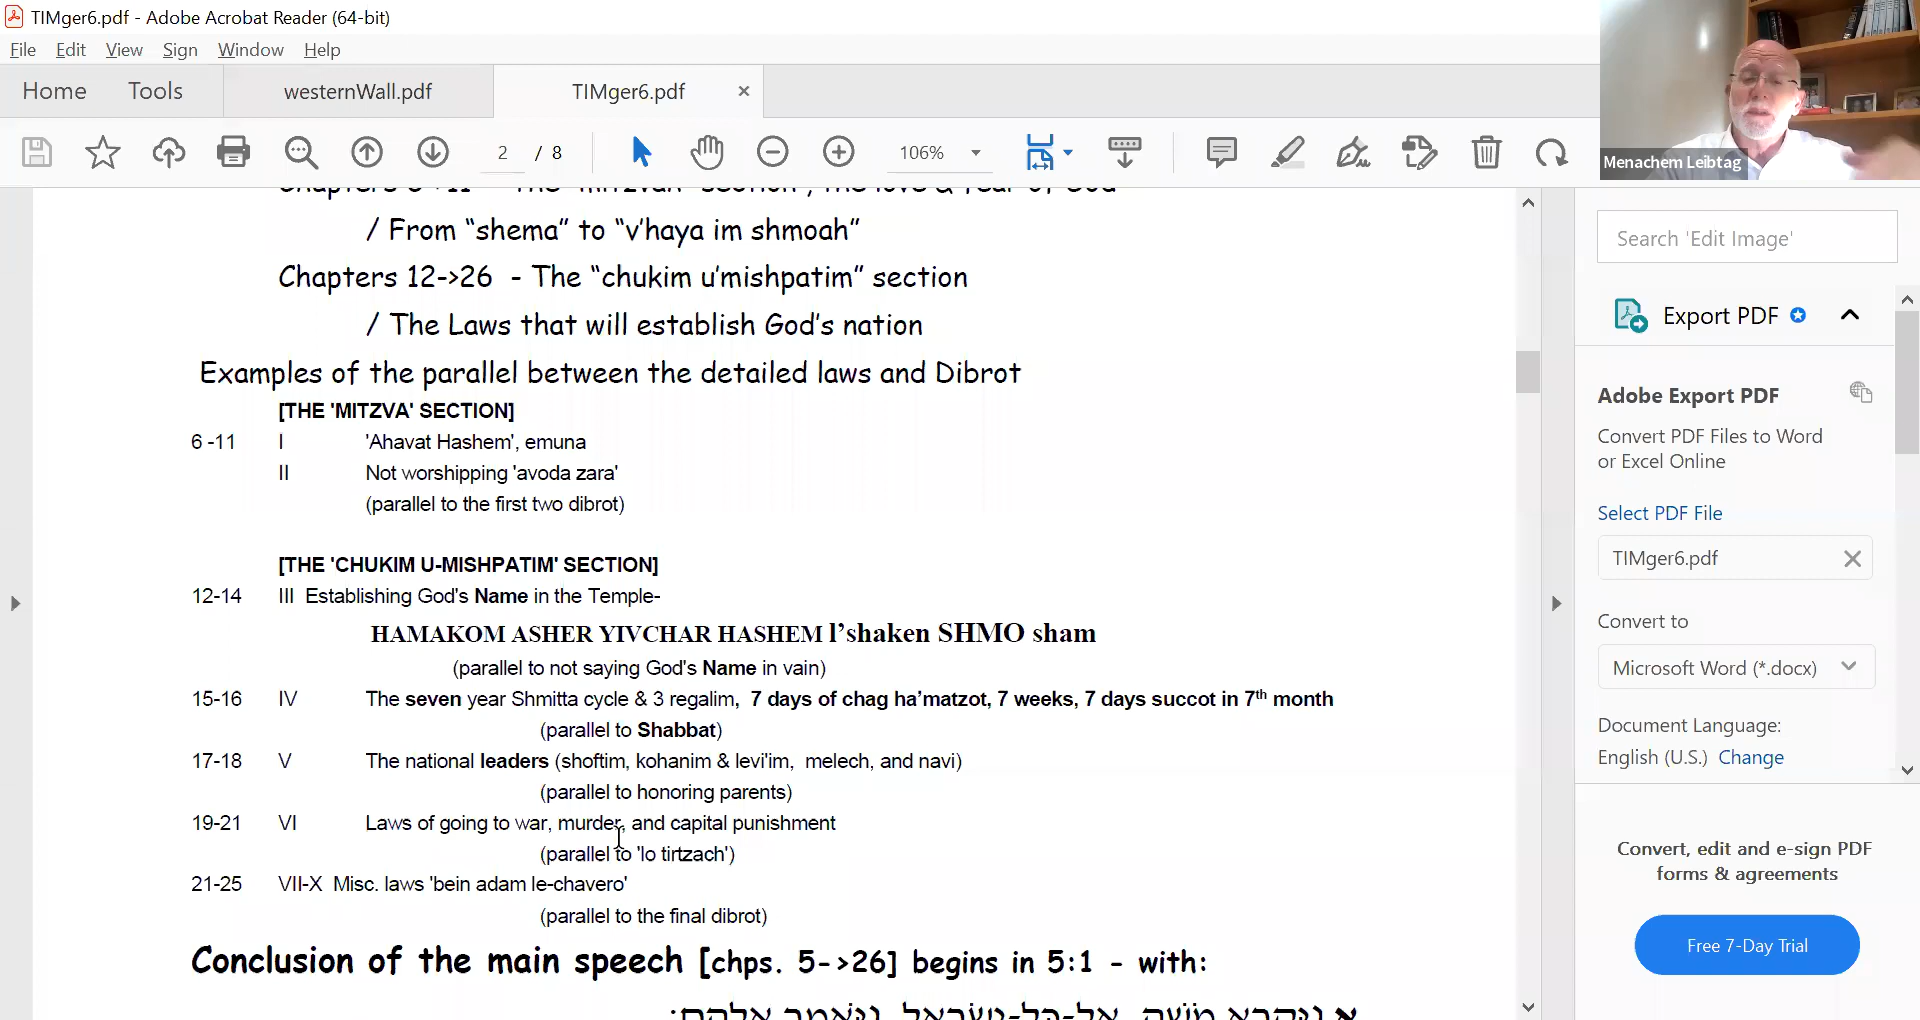 TIMger6.pdf - Adobe Acrobat Reader (64-bit)
File Edit View Sign Window Help
Home Tools westernWall.pdf TIMger6.pdf ×
2 / 8 106%
Menachem Leibtag
Chapters 6->11 - The "mitzvah" section, the love & fear of God
/ From "shema" to "v'haya im shmoah"
Chapters 12->26 - The "chukim u'mishpatim" section
/ The Laws that will establish God's nation
Examples of the parallel between the detailed laws and Dibrot
[THE 'MITZVA' SECTION]
6 -11 I 'Ahavat Hashem', emuna
II Not worshipping 'avoda zara'
(parallel to the first two dibrot)
[THE 'CHUKIM U-MISHPATIM' SECTION]
12-14 III Establishing God's Name in the Temple-
HAMAKOM ASHER YIVCHAR HASHEM l'shaken SHMO sham
(parallel to not saying God's Name in vain)
15-16 IV The seven year Shmitta cycle & 3 regalim, 7 days of chag ha'matzot, 7 weeks, 7 days succot in 7th month
(parallel to Shabbat)
17-18 V The national leaders (shoftim, kohanim & levi'im, melech, and navi)
(parallel to honoring parents)
19-21 VI Laws of going to war, murder, and capital punishment
(parallel to 'lo tirtzach')
21-25 VII-X Misc. laws 'bein adam le-chavero'
(parallel to the final dibrot)
Conclusion of the main speech [chps. 5->26] begins in 5:1 - with:
א וַיִּקְרָא מֹשֶׁה, אֶל-כָּל-יִשְׂרָאֵל, וַיֹּאמֶר אֲלֵהֶם:
Search 'Edit Image'
Export PDF
Adobe Export PDF
Convert PDF Files to Word
or Excel Online
Select PDF File
TIMger6.pdf
Convert to
Microsoft Word (*.docx)
Document Language:
English (U.S.) Change
Convert, edit and e-sign PDF
forms & agreements
Free 7-Day Trial